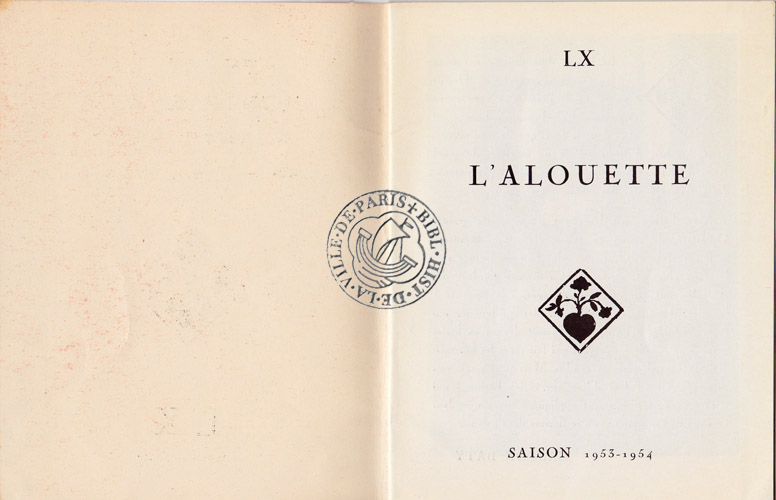 LX
L'ALOUETTE
BIBL·HIST·DE·LA·VILLE·DE·PARIS
SAISON 1953-1954